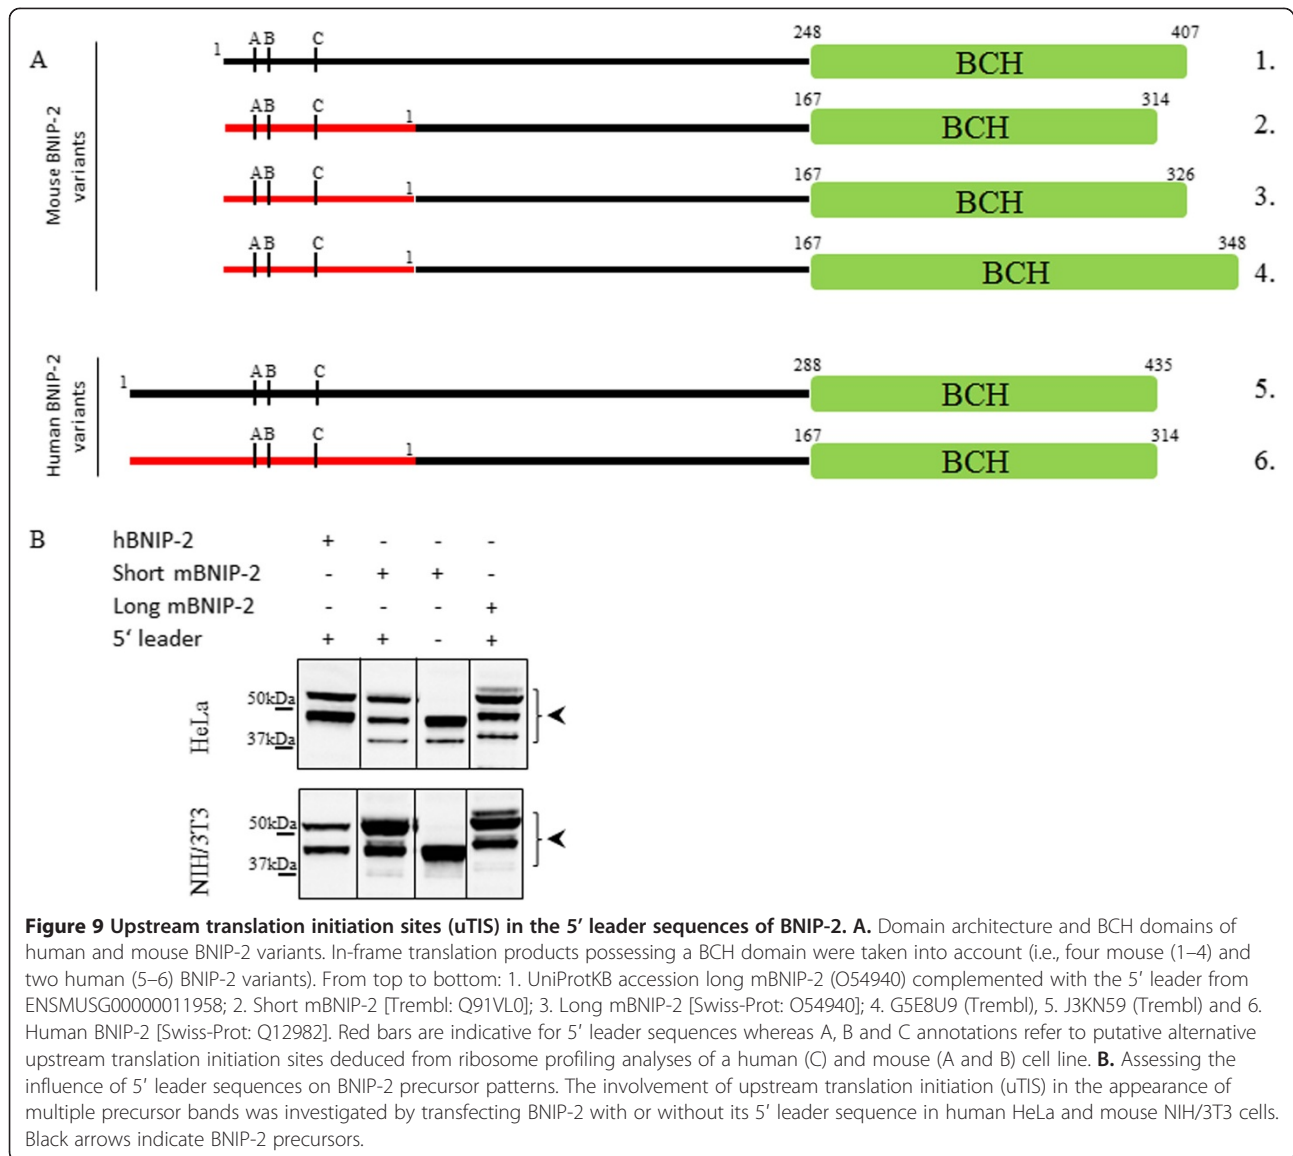 A
Mouse BNIP-2
variants
1 A B C 248 407
BCH 1.
A B C 1 167 314
BCH 2.
A B C 1 167 326
BCH 3.
A B C 1 167 348
BCH 4.
Human BNIP-2
variants
1 A B C 288 435
BCH 5.
A B C 1 167 314
BCH 6.
B
hBNIP-2 + - - -
Short mBNIP-2 - + + -
Long mBNIP-2 - - - +
5‘ leader + + - +
HeLa
50kDa
37kDa
NIH/3T3
50kDa
37kDa
Figure 9 Upstream translation initiation sites (uTIS) in the 5′ leader sequences of BNIP-2. A. Domain architecture and BCH domains of
human and mouse BNIP-2 variants. In-frame translation products possessing a BCH domain were taken into account (i.e., four mouse (1–4) and
two human (5–6) BNIP-2 variants). From top to bottom: 1. UniProtKB accession long mBNIP-2 (O54940) complemented with the 5′ leader from
ENSMUSG00000011958; 2. Short mBNIP-2 [Trembl: Q91VL0]; 3. Long mBNIP-2 [Swiss-Prot: O54940]; 4. G5E8U9 (Trembl), 5. J3KN59 (Trembl) and 6.
Human BNIP-2 [Swiss-Prot: Q12982]. Red bars are indicative for 5′ leader sequences whereas A, B and C annotations refer to putative alternative
upstream translation initiation sites deduced from ribosome profiling analyses of a human (C) and mouse (A and B) cell line. B. Assessing the
influence of 5′ leader sequences on BNIP-2 precursor patterns. The involvement of upstream translation initiation (uTIS) in the appearance of
multiple precursor bands was investigated by transfecting BNIP-2 with or without its 5′ leader sequence in human HeLa and mouse NIH/3T3 cells.
Black arrows indicate BNIP-2 precursors.